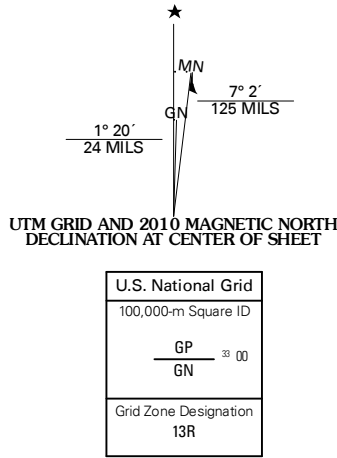 ★
MN
GN
7° 2´
125 MILS
1° 20´
24 MILS
UTM GRID AND 2010 MAGNETIC NORTH
DECLINATION AT CENTER OF SHEET
U.S. National Grid
100,000-m Square ID
GP
33 00
GN
Grid Zone Designation
13R